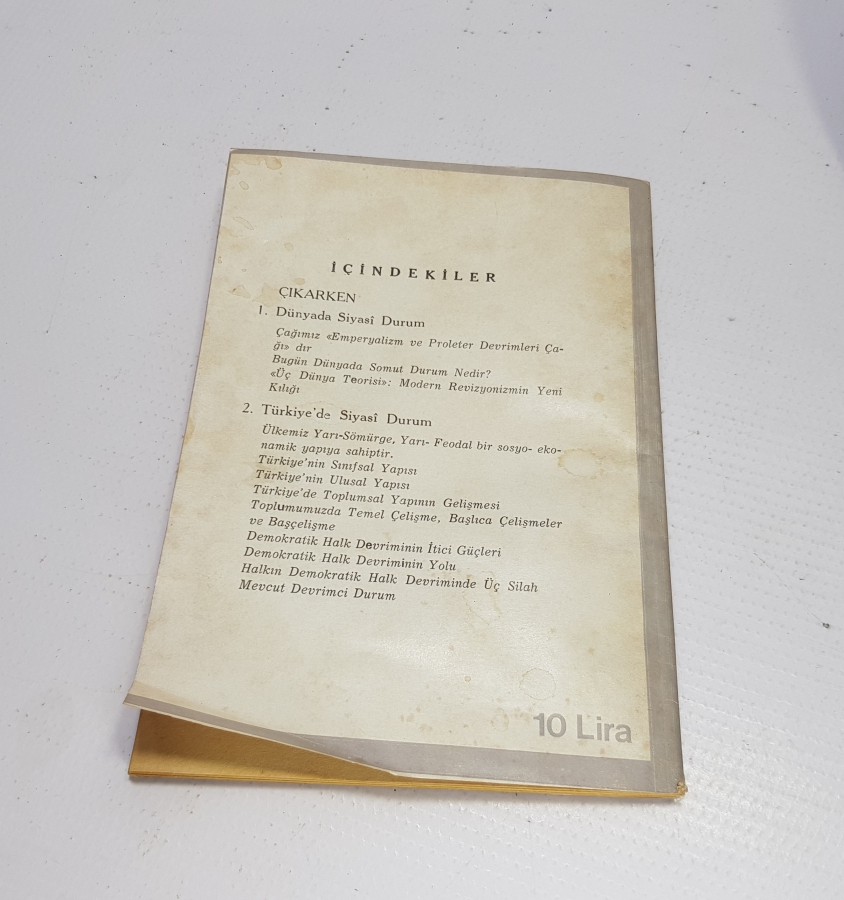 İÇİNDEKİLER
ÇIKARKEN
1. Dünyada Siyasî Durum
Çağımız «Emperyalizm ve Proleter Devrimleri Ça-
ğı» dır
Bugün Dünyada Somut Durum Nedir?
«Üç Dünya Teorisi»: Modern Revizyonizmin Yeni
Kılığı
2. Türkiye'de Siyasî Durum
Ülkemiz Yarı-Sömürge, Yarı- Feodal bir sosyo- eko-
namik yapıya sahiptir.
Türkiye'nin Sınıfsal Yapısı
Türkiye'nin Ulusal Yapısı
Türkiye'de Toplumsal Yapının Gelişmesi
Toplumumuzda Temel Çelişme, Başlıca Çelişmeler
ve Başçelişme
Demokratik Halk Devriminin İtici Güçleri
Demokratik Halk Devriminin Yolu
Halkın Demokratik Halk Devriminde Üç Silah
Mevcut Devrimci Durum
10 Lira